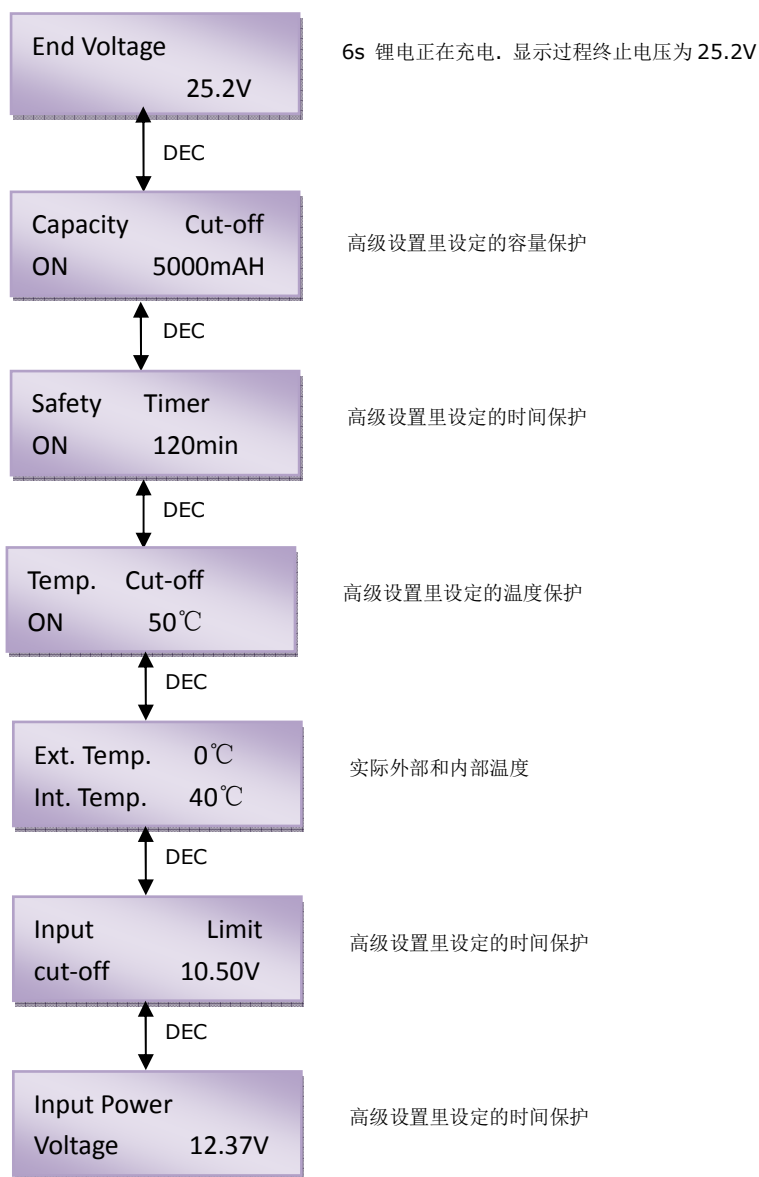 End Voltage
25.2V
6s 锂电正在充电. 显示过程终止电压为 25.2V
DEC
Capacity Cut-off
ON 5000mAH
高级设置里设定的容量保护
DEC
Safety Timer
ON 120min
高级设置里设定的时间保护
DEC
Temp. Cut-off
ON 50℃
高级设置里设定的温度保护
DEC
Ext. Temp. 0℃
Int. Temp. 40℃
实际外部和内部温度
DEC
Input Limit
cut-off 10.50V
高级设置里设定的时间保护
DEC
Input Power
Voltage 12.37V
高级设置里设定的时间保护